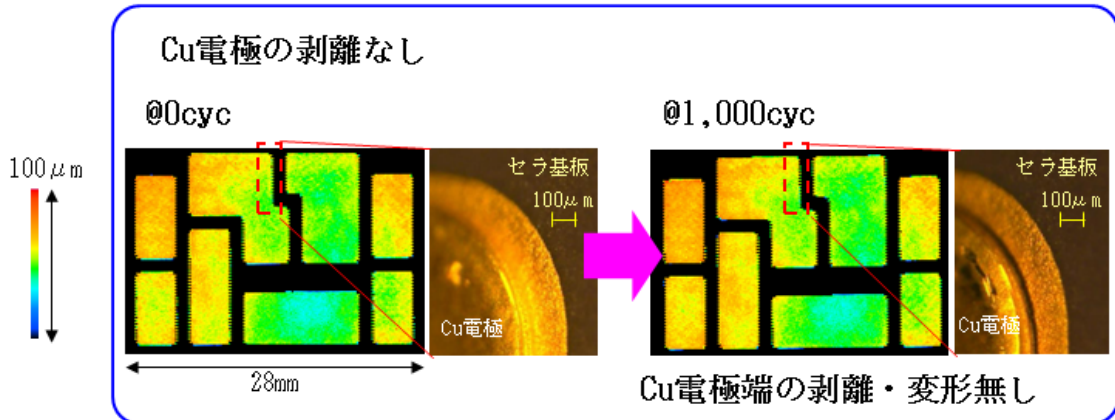 Cu電極の剥離なし
@0cyc
@1,000cyc
100μm
セラ基板
100μm
Cu電極
セラ基板
100μm
Cu電極
28mm
Cu電極端の剥離・変形無し